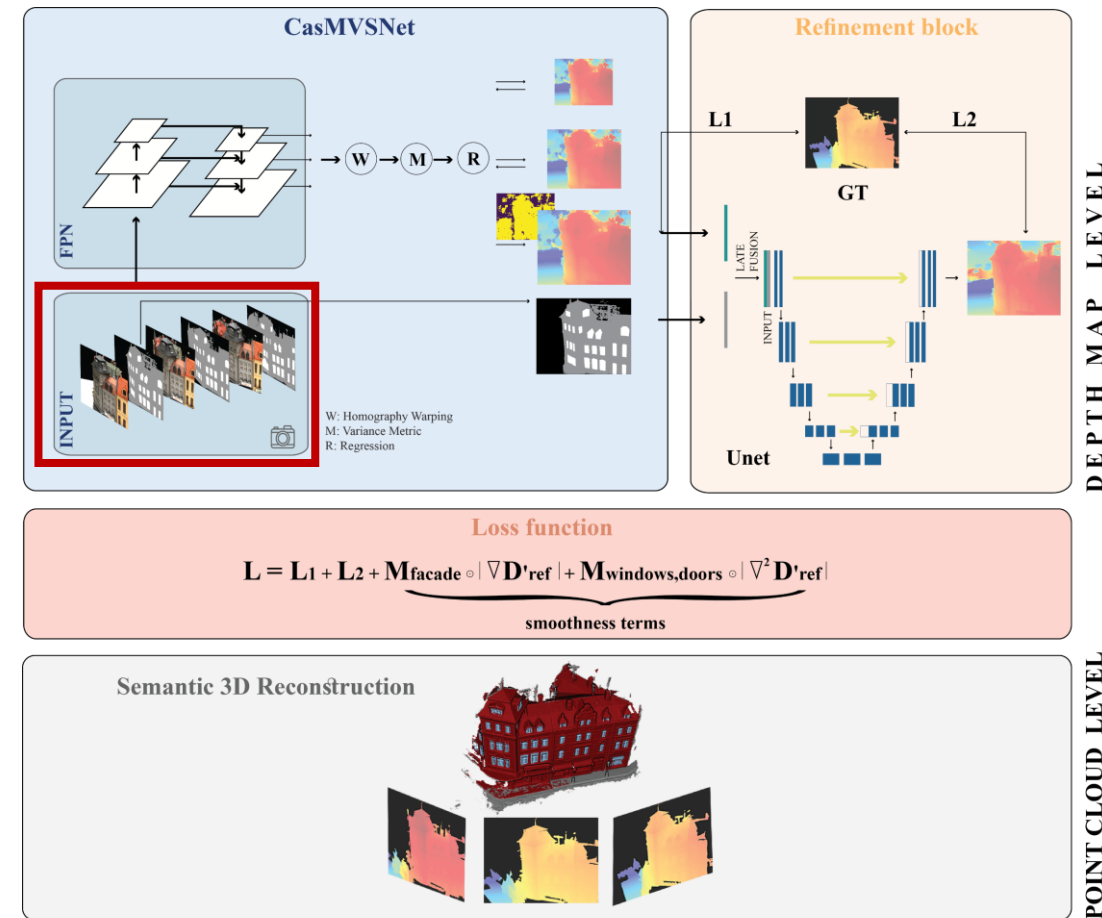 CasMVSNet
FPN
W
M
R
INPUT
W: Homography Warping
M: Variance Metric
R: Regression
Refinement block
L1
L2
GT
LATE
FUSION
INPUT
Unet
DEPTH MAP LEVEL
Loss function
L = L1 + L2 + Mfacade ⊙ | ∇D'ref | + Mwindows,doors ⊙ | ∇² D'ref |
smoothness terms
Semantic 3D Reconstruction
POINT CLOUD LEVEL